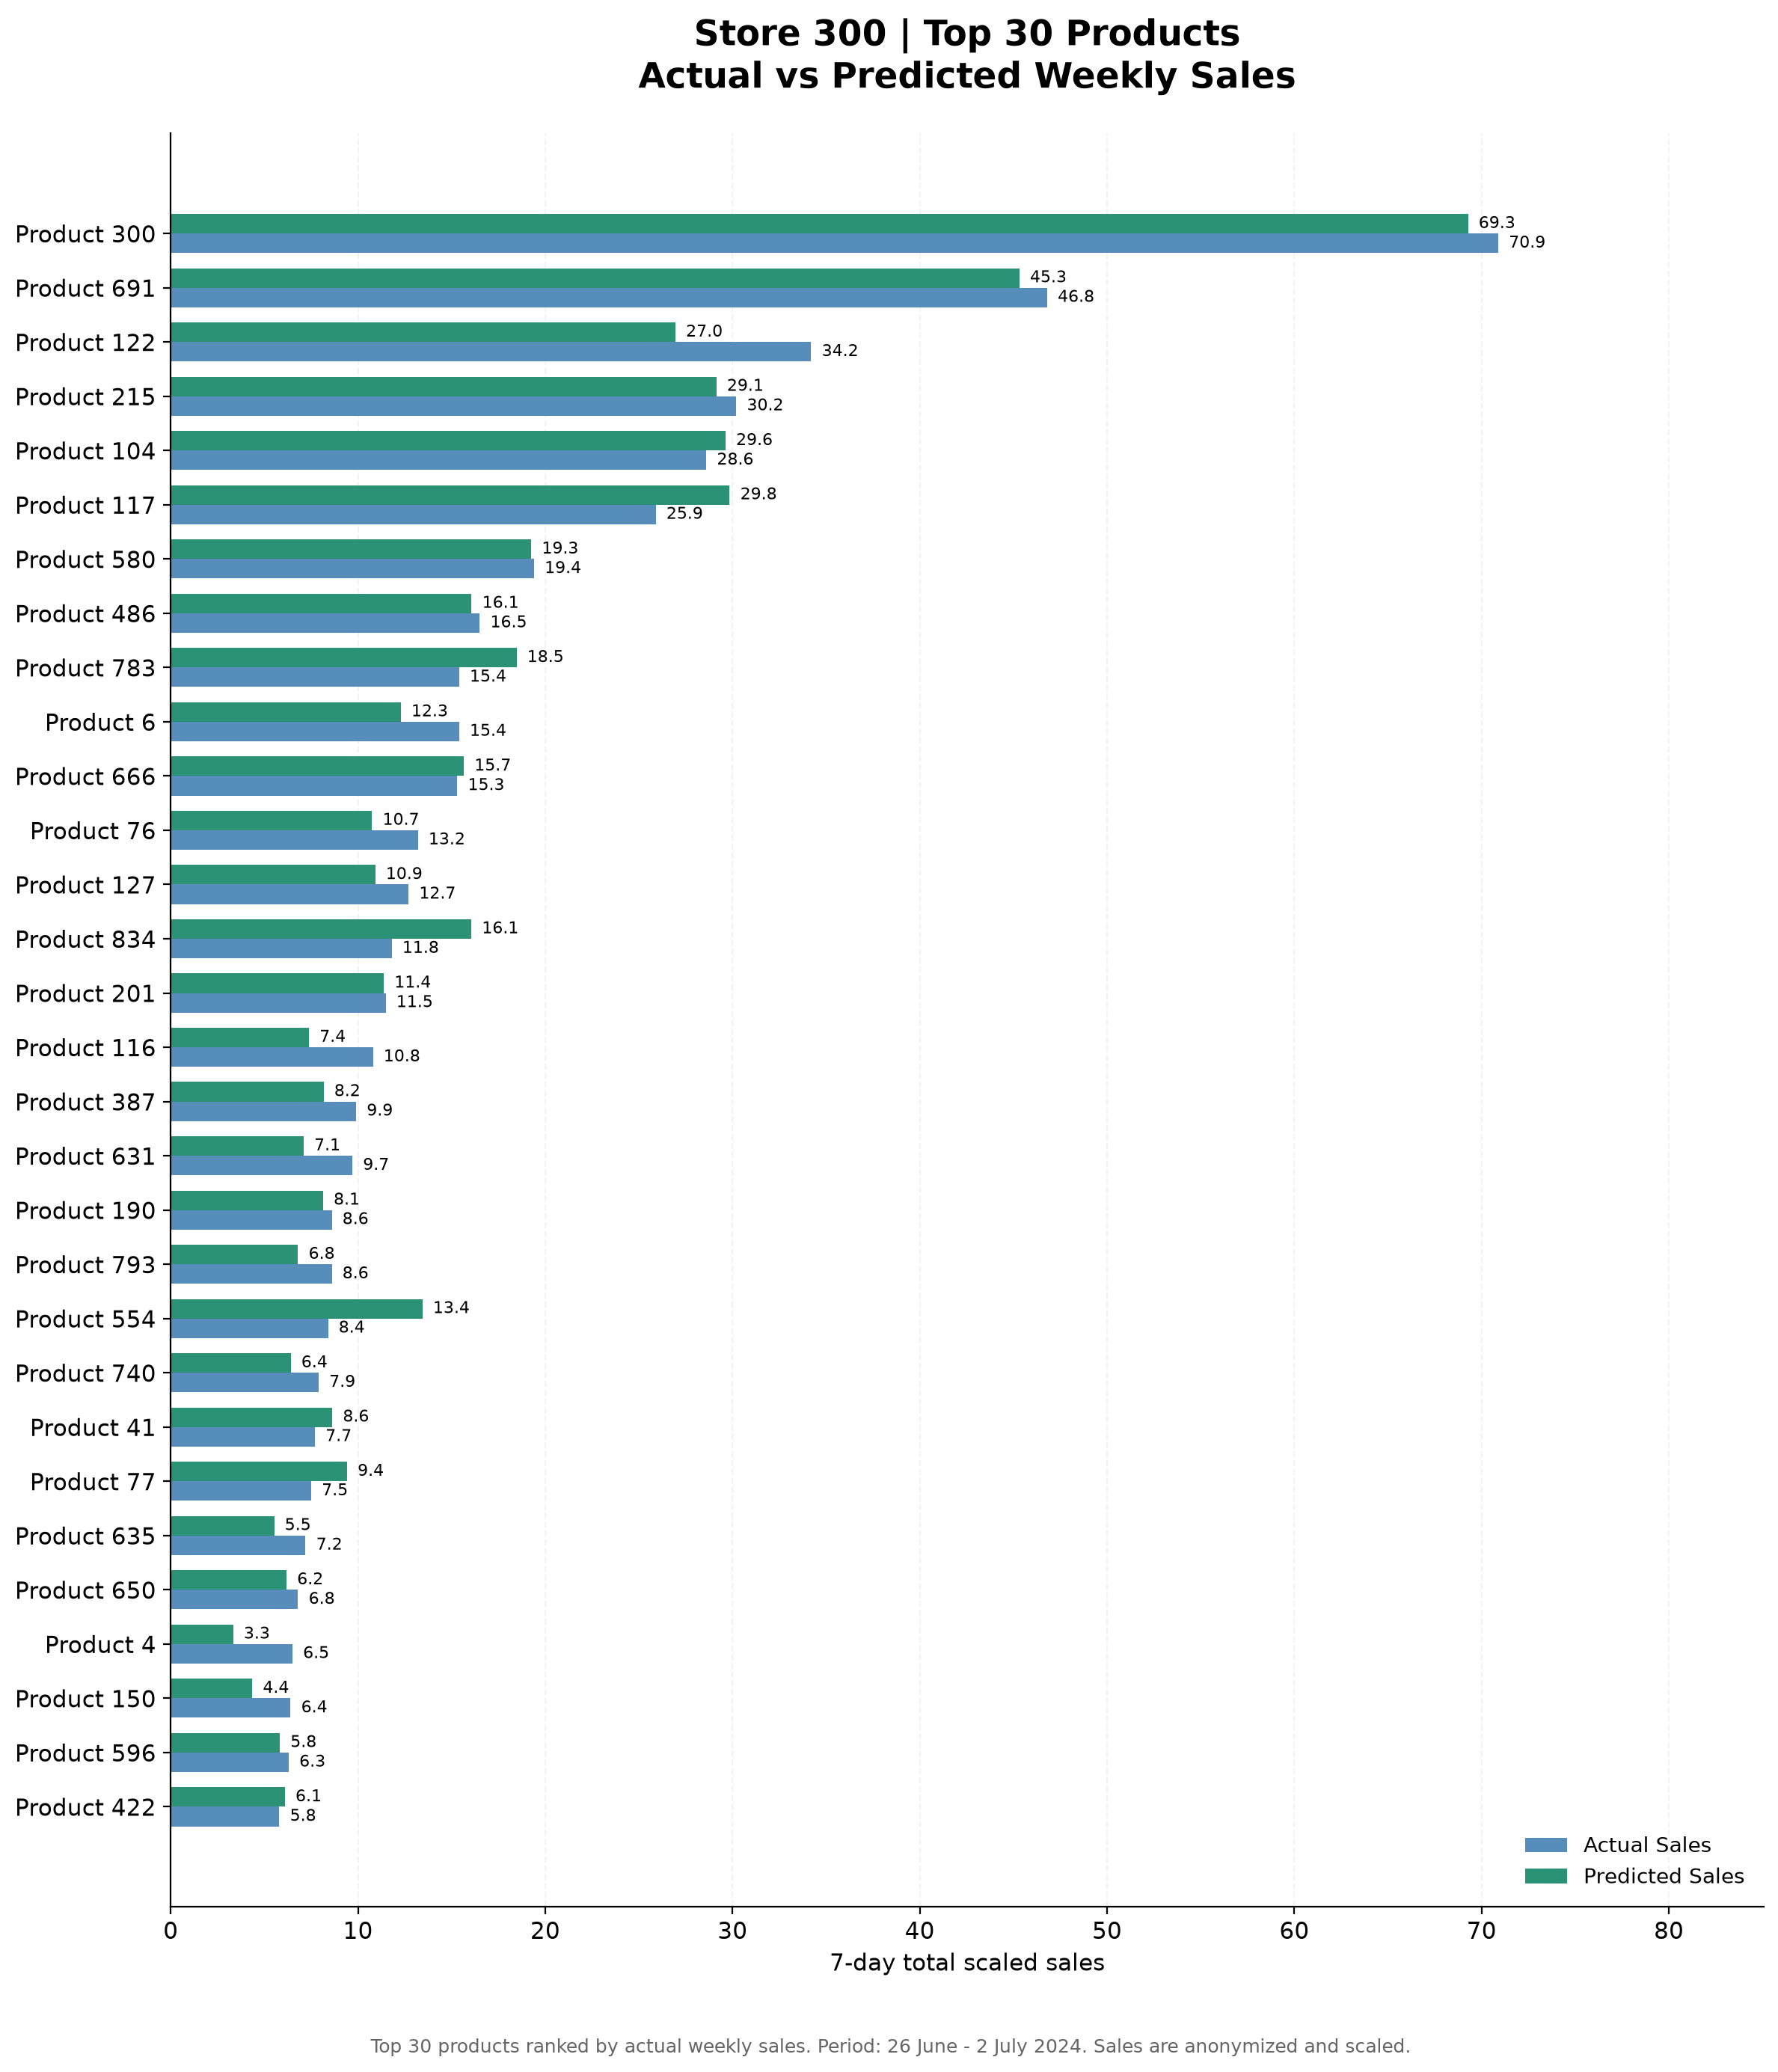 Store 300 | Top 30 Products
Actual vs Predicted Weekly Sales
Product 300
69.3
70.9
Product 691
45.3
46.8
Product 122
27.0
34.2
Product 215
29.1
30.2
Product 104
29.6
28.6
Product 117
29.8
25.9
Product 580
19.3
19.4
Product 486
16.1
16.5
Product 783
18.5
15.4
Product 6
12.3
15.4
Product 666
15.7
15.3
Product 76
10.7
13.2
Product 127
10.9
12.7
Product 834
16.1
11.8
Product 201
11.4
11.5
Product 116
7.4
10.8
Product 387
8.2
9.9
Product 631
7.1
9.7
Product 190
8.1
8.6
Product 793
6.8
8.6
Product 554
13.4
8.4
Product 740
6.4
7.9
Product 41
8.6
7.7
Product 77
9.4
7.5
Product 635
5.5
7.2
Product 650
6.2
6.8
Product 4
3.3
6.5
Product 150
4.4
6.4
Product 596
5.8
6.3
Product 422
6.1
5.8
Actual Sales
Predicted Sales
0 10 20 30 40 50 60 70 80
7-day total scaled sales
Top 30 products ranked by actual weekly sales. Period: 26 June - 2 July 2024. Sales are anonymized and scaled.